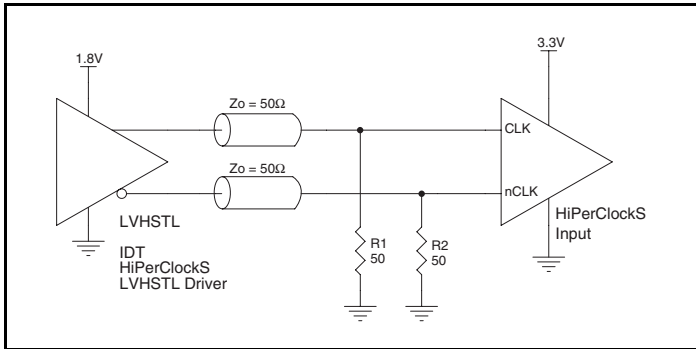 1.8V
3.3V
Zo = 50Ω
CLK
Zo = 50Ω
nCLK
LVHSTL
IDT
HiPerClockS
LVHSTL Driver
R1
50
R2
50
HiPerClockS
Input